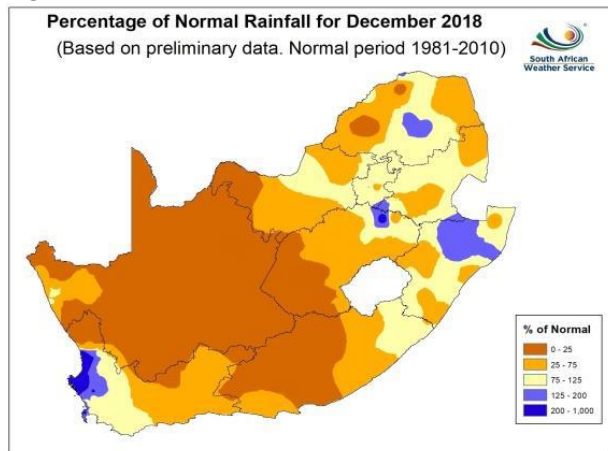 Percentage of Normal Rainfall for December 2018
(Based on preliminary data. Normal period 1981-2010)
South African
Weather Service
% of Normal
0 - 25
25 - 75
75 - 125
125 - 200
200 - 1,000